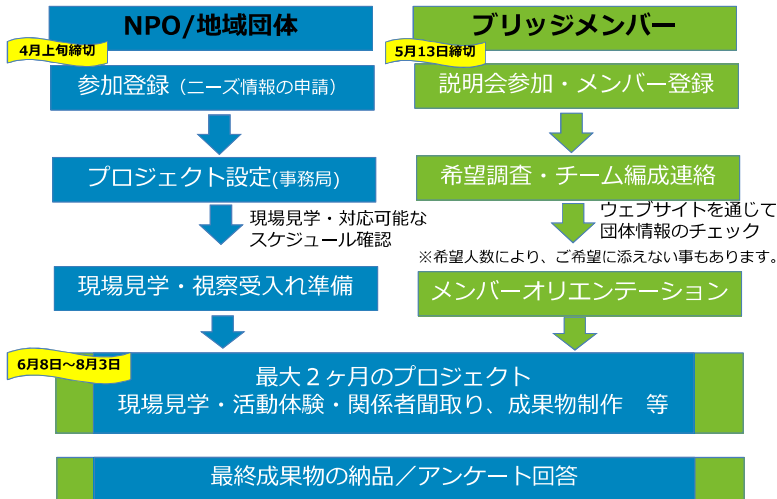 NPO/地域団体
4月上旬締切
参加登録（ニーズ情報の申請）
プロジェクト設定(事務局)
現場見学・対応可能な
スケジュール確認
現場見学・視察受入れ準備
ブリッジメンバー
5月13日締切
説明会参加・メンバー登録
希望調査・チーム編成連絡
ウェブサイトを通じて
団体情報のチェック
※希望人数により、ご希望に添えない事もあります。
メンバーオリエンテーション
6月8日～8月3日
最大２ヶ月のプロジェクト
現場見学・活動体験・関係者聞取り、成果物制作　等
最終成果物の納品／アンケート回答